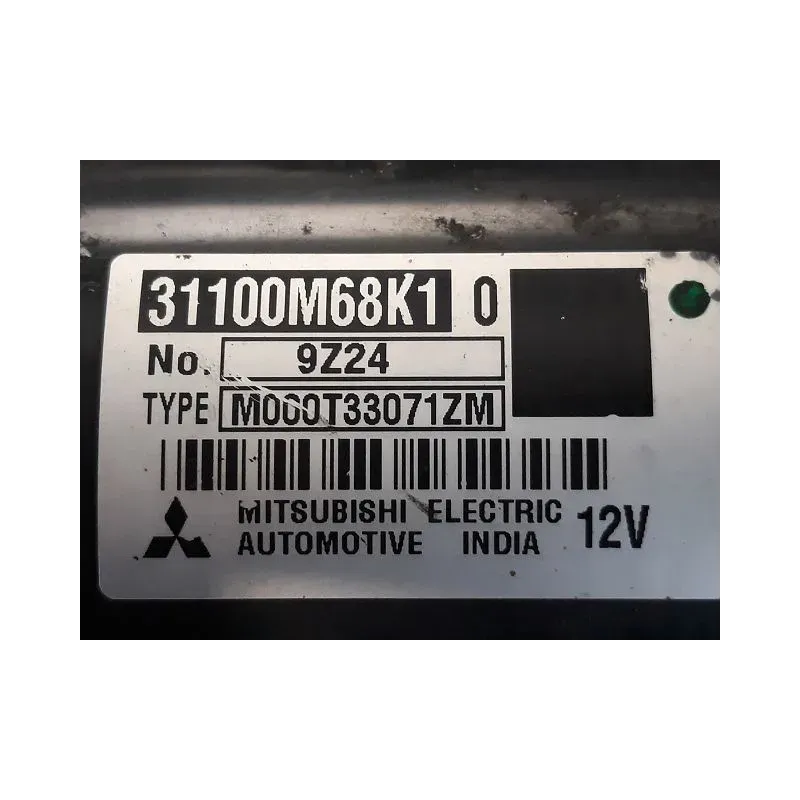 31100M68K1 0
No. 9Z24
TYPE M000T33071ZM
MITSUBISHI ELECTRIC
AUTOMOTIVE INDIA 12V